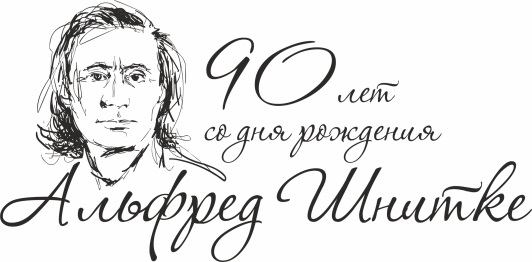 90 лет
со дня рождения
Альфред Шнитке